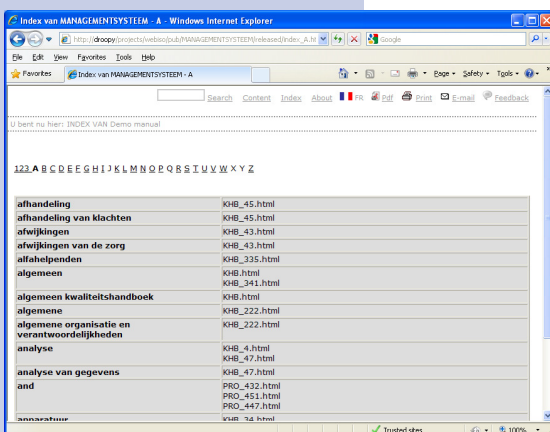 Index van MANAGEMENTSYSTEEM - A - Windows Internet Explorer
http://droopy/projects/webiso/pub/MANAGEMENTSYSTEEM/released/index_A.ht Google
File Edit View Favorites Tools Help
Favorites Index van MANAGEMENTSYSTEEM - A Page Safety Tools
Search Content Index About FR Pdf Print E-mail Feedback
U bent nu hier: INDEX VAN Demo manual
123 A B C D E F G H I J K L M N O P Q R S T U V W X Y Z
afhandeling KHB_45.html
afhandeling van klachten KHB_45.html
afwijkingen KHB_43.html
afwijkingen van de zorg KHB_43.html
alfahelpenden KHB_335.html
algemeen KHB.html
KHB_341.html
algemeen kwaliteitshandboek KHB.html
algemene KHB_222.html
algemene organisatie en KHB_222.html
verantwoordelijkheden
analyse KHB_4.html
KHB_47.html
analyse van gegevens KHB_47.html
and PRO_432.html
PRO_451.html
PRO_447.html
apparatuur KHB_34.html
Trusted sites 100%